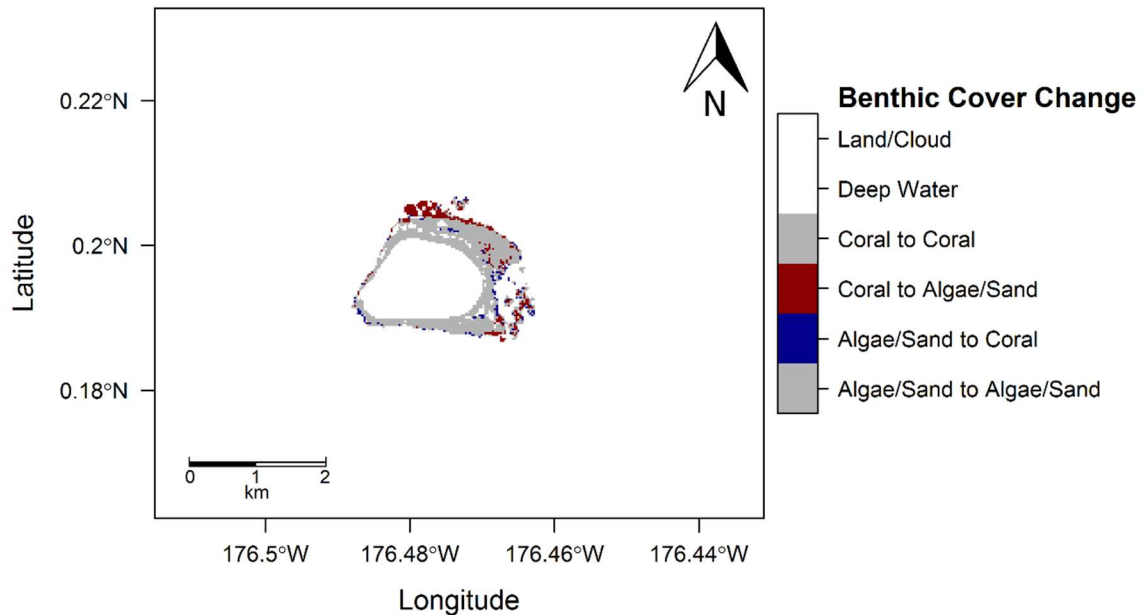 N
0.22°N
0.2°N
0.18°N
Latitude
0 1 2
km
176.5°W 176.48°W 176.46°W 176.44°W
Longitude
Benthic Cover Change
Land/Cloud
Deep Water
Coral to Coral
Coral to Algae/Sand
Algae/Sand to Coral
Algae/Sand to Algae/Sand